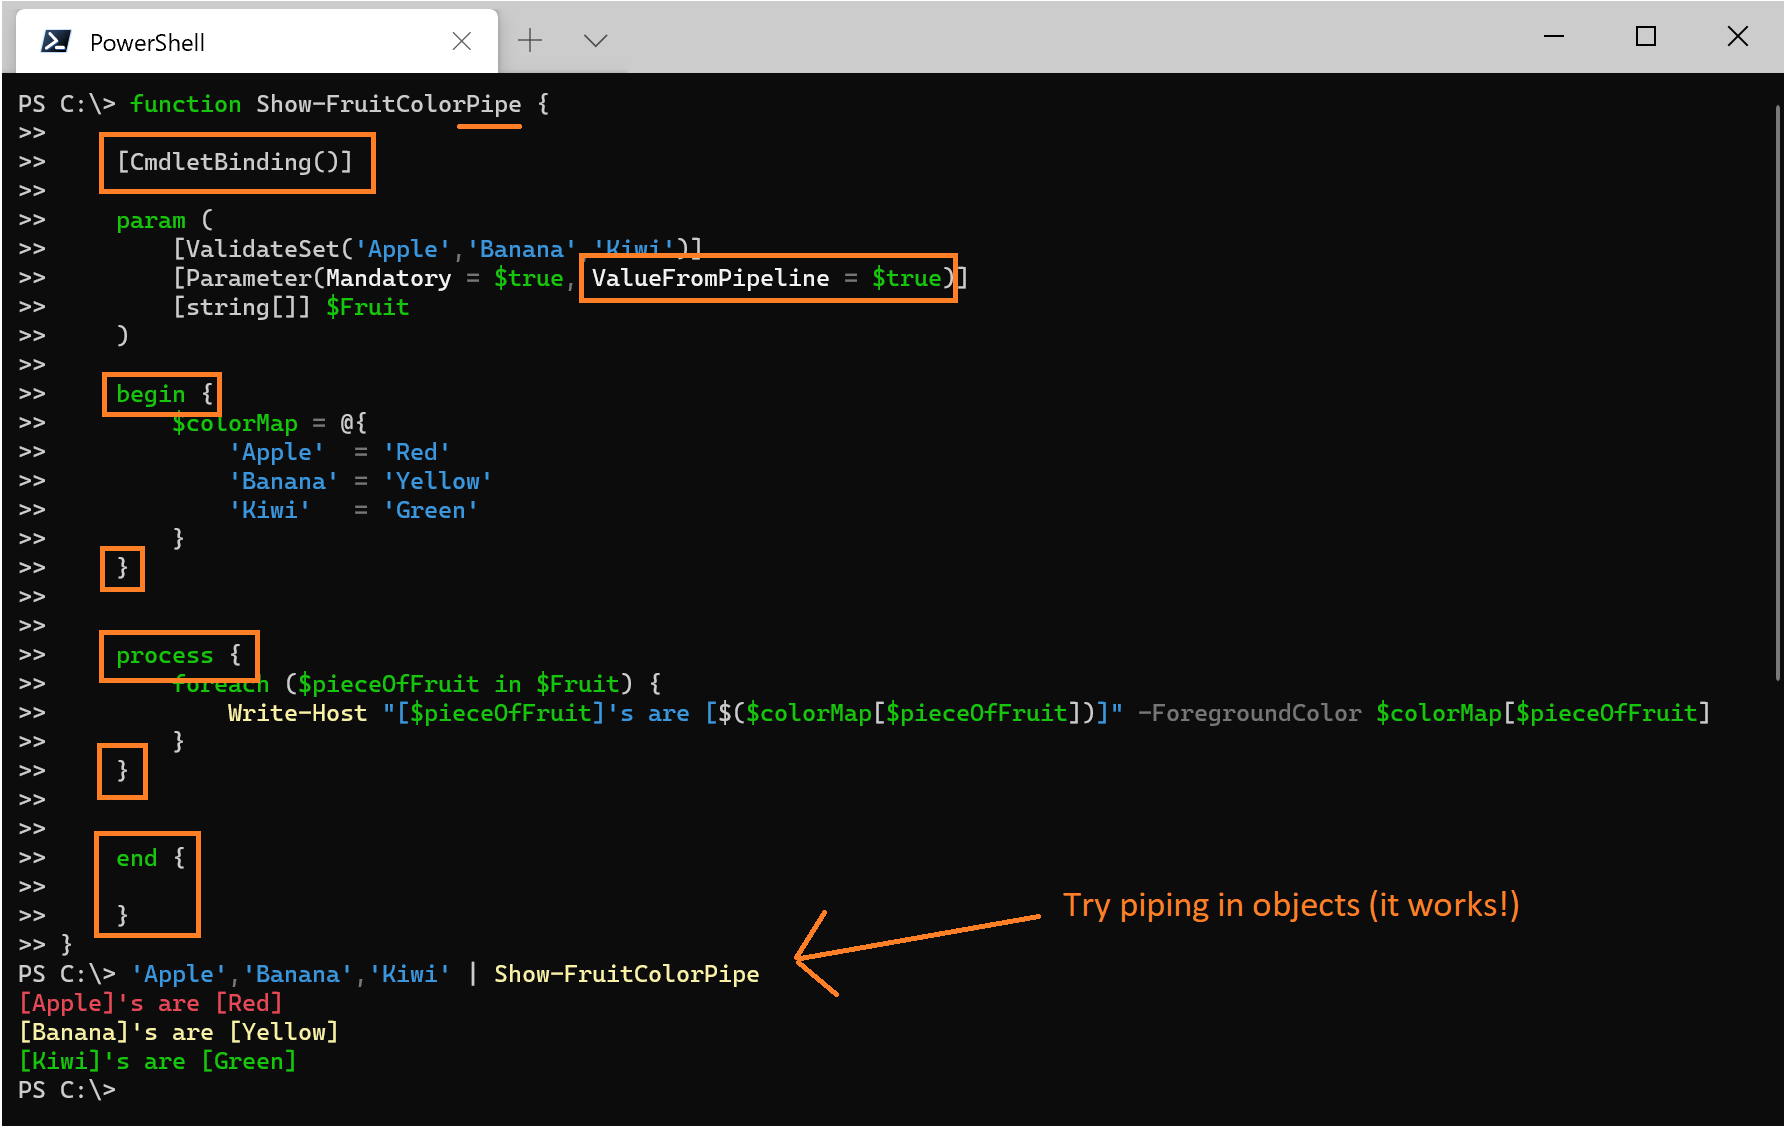 PowerShell
PS C:\> function Show-FruitColorPipe {
>>
>>     [CmdletBinding()]
>>
>>     param (
>>         [ValidateSet('Apple','Banana','Kiwi')]
>>         [Parameter(Mandatory = $true, ValueFromPipeline = $true)]
>>         [string[]] $Fruit
>>     )
>>
>>     begin {
>>         $colorMap = @{
>>             'Apple'  = 'Red'
>>             'Banana' = 'Yellow'
>>             'Kiwi'   = 'Green'
>>         }
>>     }
>>
>>
>>     process {
>>         foreach ($pieceOfFruit in $Fruit) {
>>             Write-Host "[$pieceOfFruit]'s are [$($colorMap[$pieceOfFruit])]" -ForegroundColor $colorMap[$pieceOfFruit]
>>         }
>>     }
>>
>>
>>     end {
>>
>>     }
>> }
Try piping in objects (it works!)
PS C:\> 'Apple','Banana','Kiwi' | Show-FruitColorPipe
[Apple]'s are [Red]
[Banana]'s are [Yellow]
[Kiwi]'s are [Green]
PS C:\>